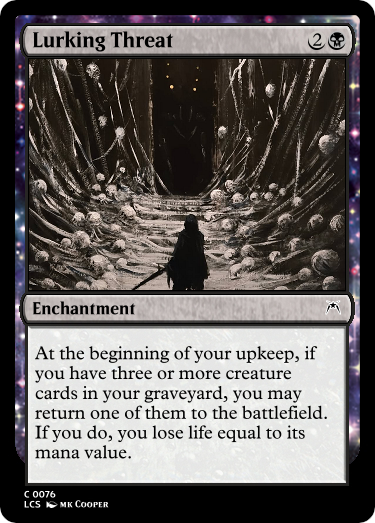 Lurking Threat 2
Enchantment
At the beginning of your upkeep, if
you have three or more creature
cards in your graveyard, you may
return one of them to the battlefield.
If you do, you lose life equal to its
mana value.
C 0076
LCS MK COOPER